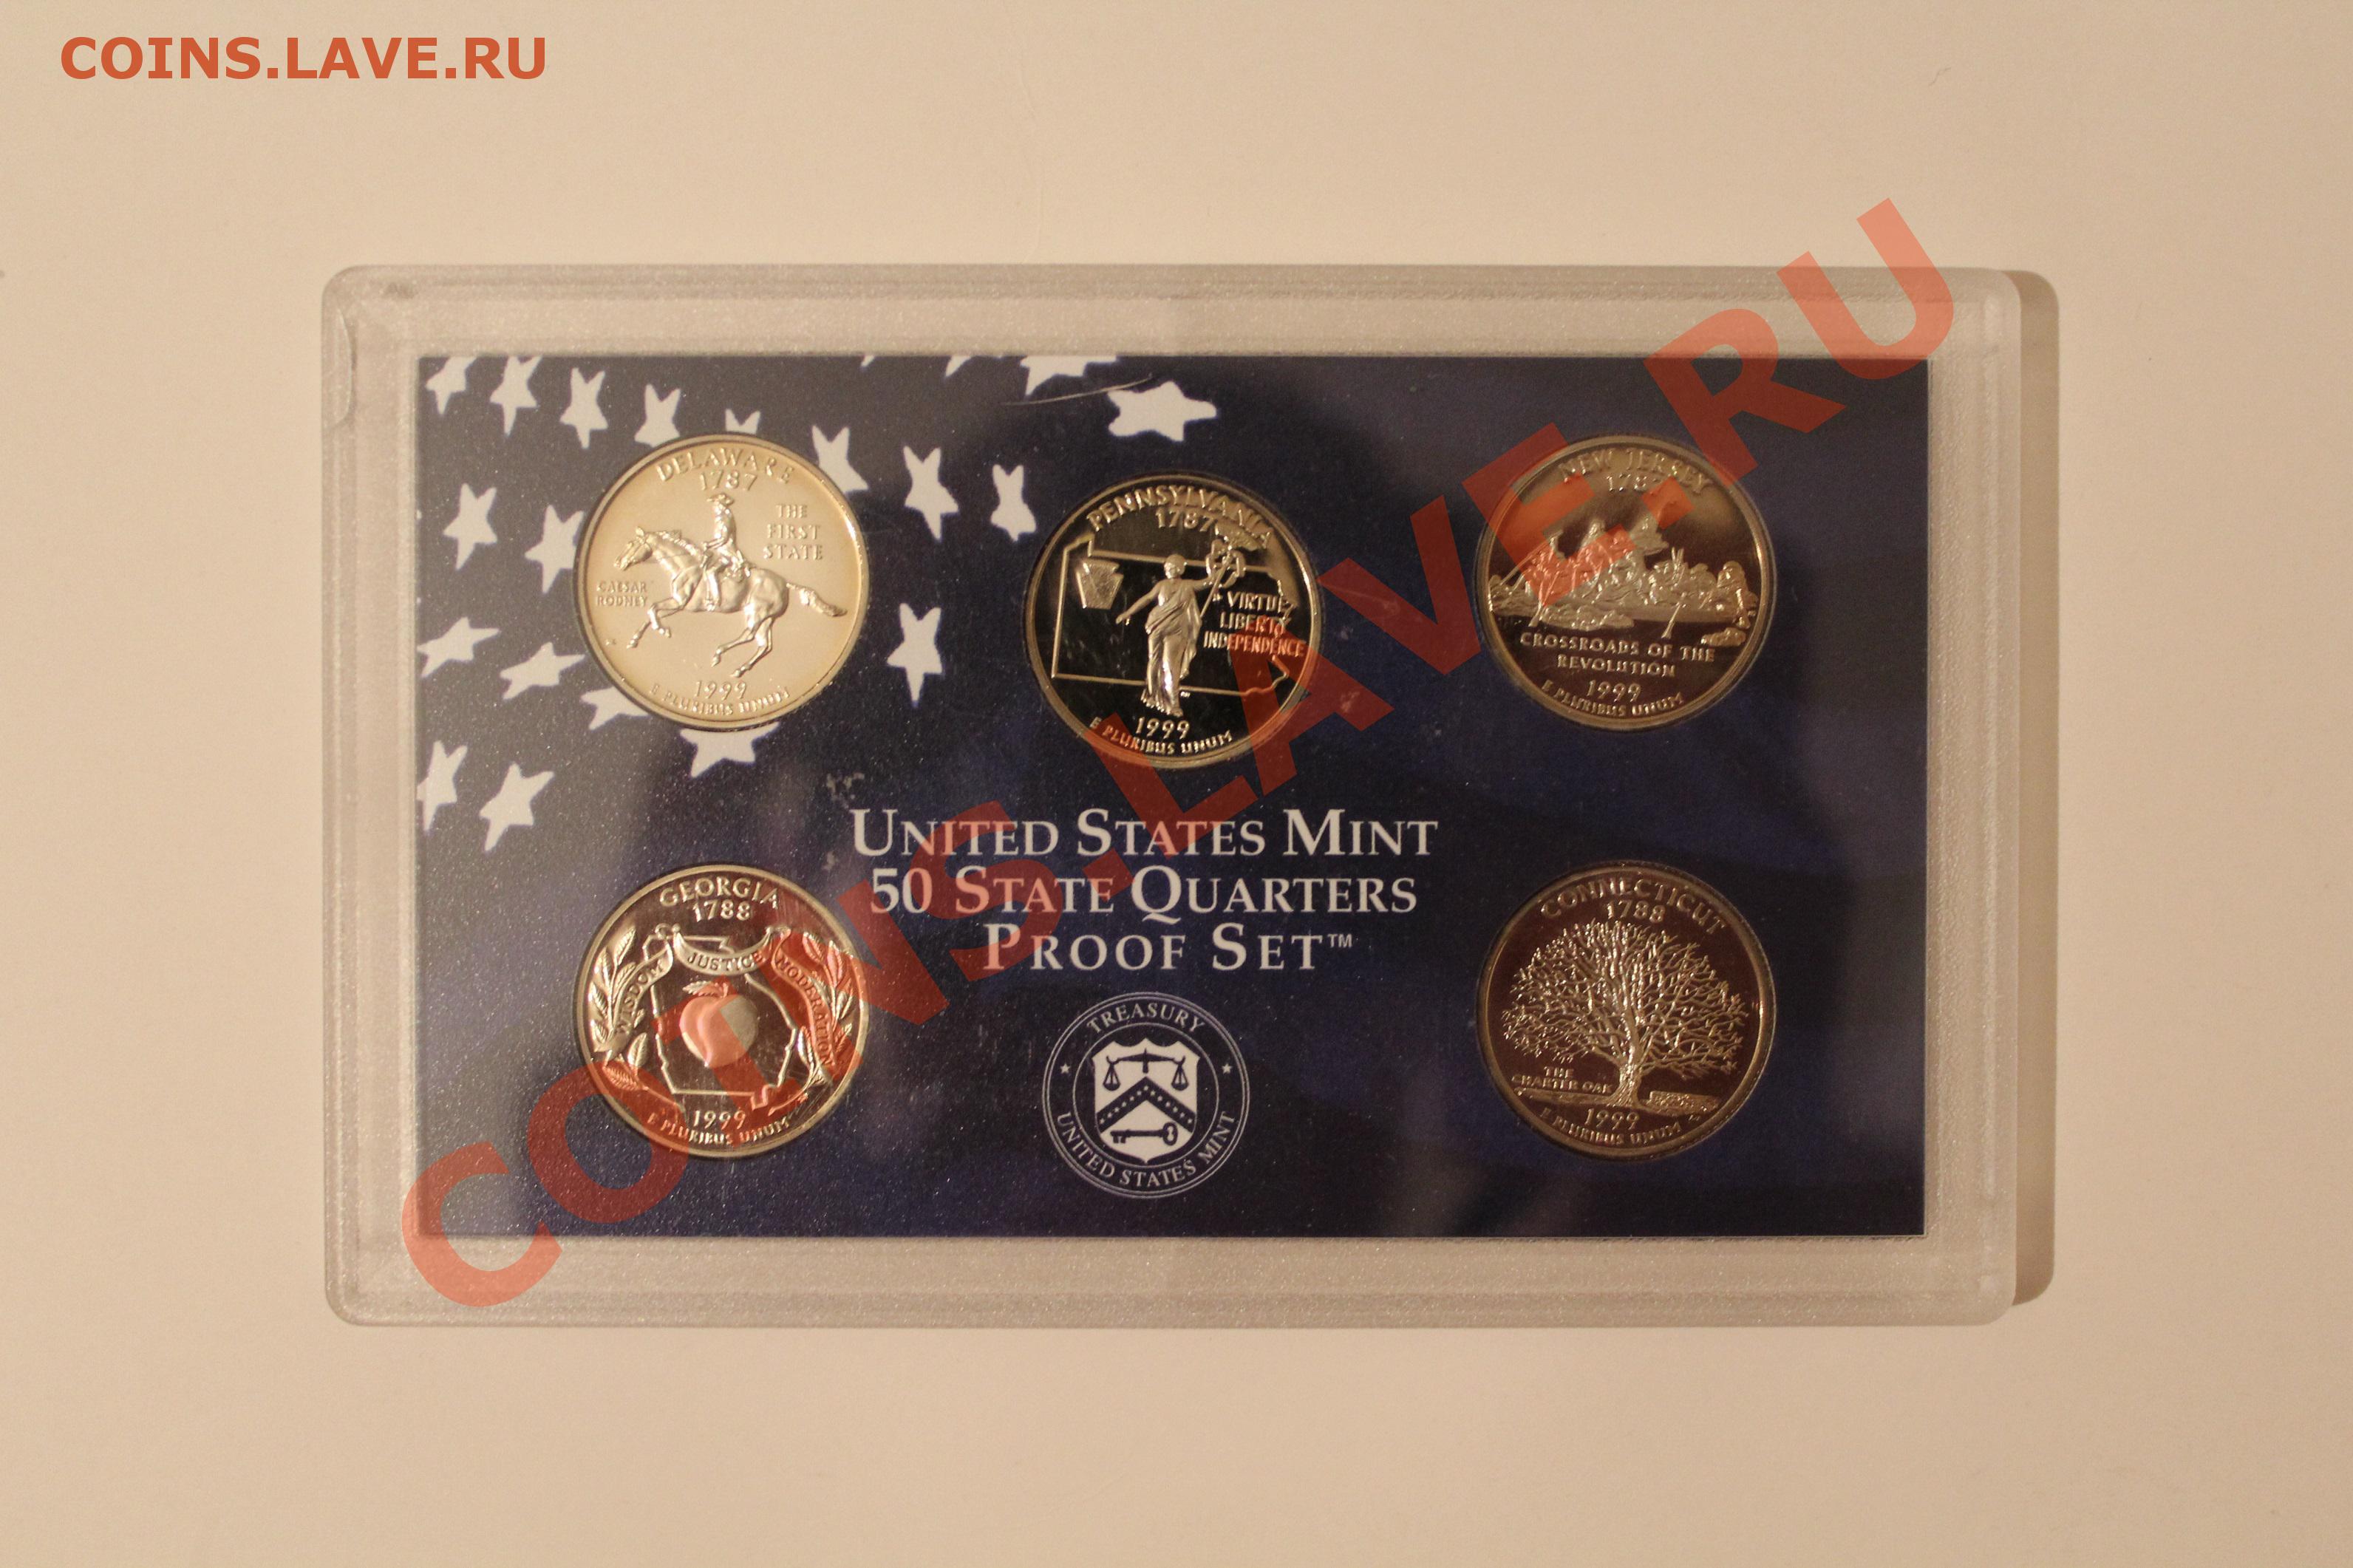 COINS.LAVE.RU
DELAWARE
1787
THE
FIRST
STATE
CAESAR
RODNEY
1999
E PLURIBUS UNUM
PENNSYLVANIA
1787
VIRTUE
LIBERTY
INDEPENDENCE
1999
E PLURIBUS UNUM
NEW JERSEY
1787
CROSSROADS OF THE
REVOLUTION
1999
E PLURIBUS UNUM
UNITED STATES MINT
50 STATE QUARTERS
PROOF SET™
GEORGIA
1788
WISDOM
JUSTICE
MODERATION
1999
E PLURIBUS UNUM
TREASURY
UNITED STATES MINT
CONNECTICUT
1788
THE
CHARTER OAK
1999
E PLURIBUS UNUM
COINS.LAVE.RU